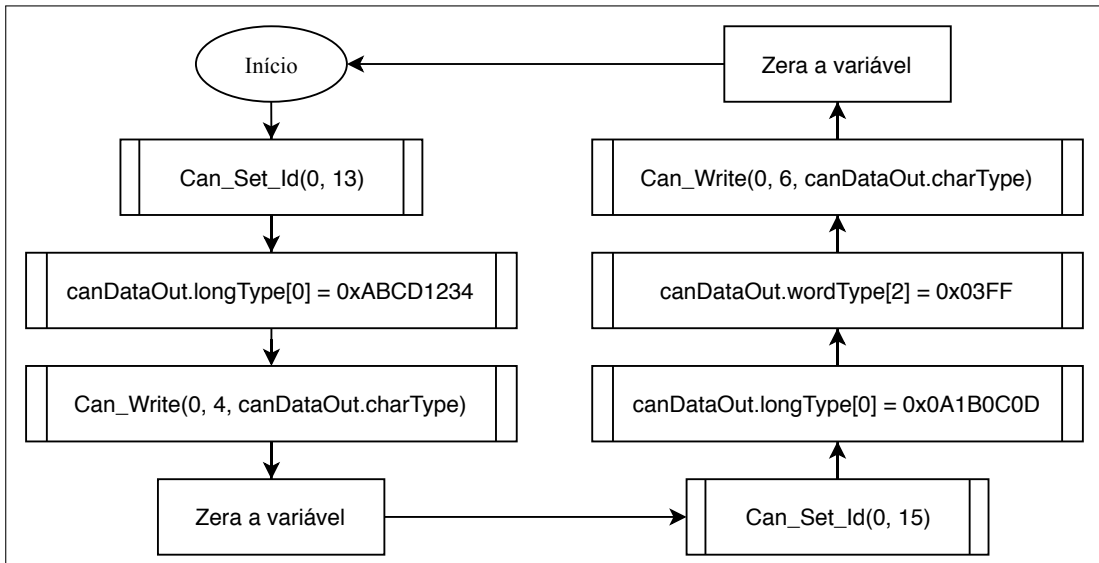 Início
Can_Set_Id(0, 13)
canDataOut.longType[0] = 0xABCD1234
Can_Write(0, 4, canDataOut.charType)
Zera a variável
Can_Set_Id(0, 15)
canDataOut.longType[0] = 0x0A1B0C0D
canDataOut.wordType[2] = 0x03FF
Can_Write(0, 6, canDataOut.charType)
Zera a variável